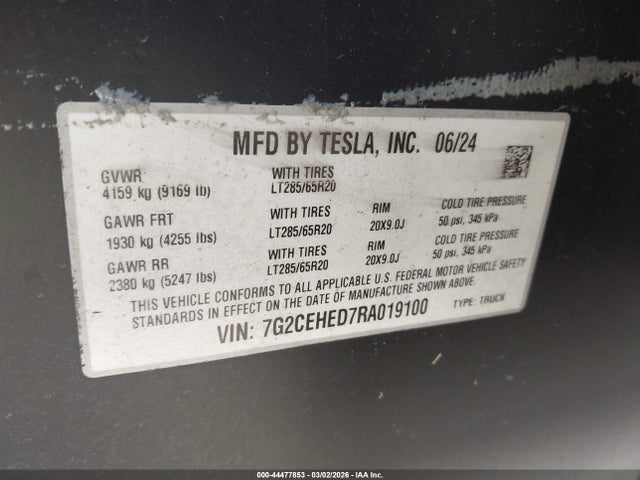 MFD BY TESLA, INC. 06/24
GVWR
4159 kg (9169 lb)
WITH TIRES
LT285/65R20
GAWR FRT
1930 kg (4255 lbs)
WITH TIRES
LT285/65R20
RIM
20X9.0J
COLD TIRE PRESSURE
50 psi, 345 kPa
GAWR RR
2380 kg (5247 lbs)
WITH TIRES
LT285/65R20
RIM
20X9.0J
COLD TIRE PRESSURE
50 psi, 345 kPa
THIS VEHICLE CONFORMS TO ALL APPLICABLE U.S. FEDERAL MOTOR VEHICLE SAFETY
STANDARDS IN EFFECT ON THE DATE OF MANUFACTURE SHOWN ABOVE.
VIN: 7G2CEHED7RA019100 TYPE: TRUCK
000-44477853 - 03/02/2026 - IAA Inc.